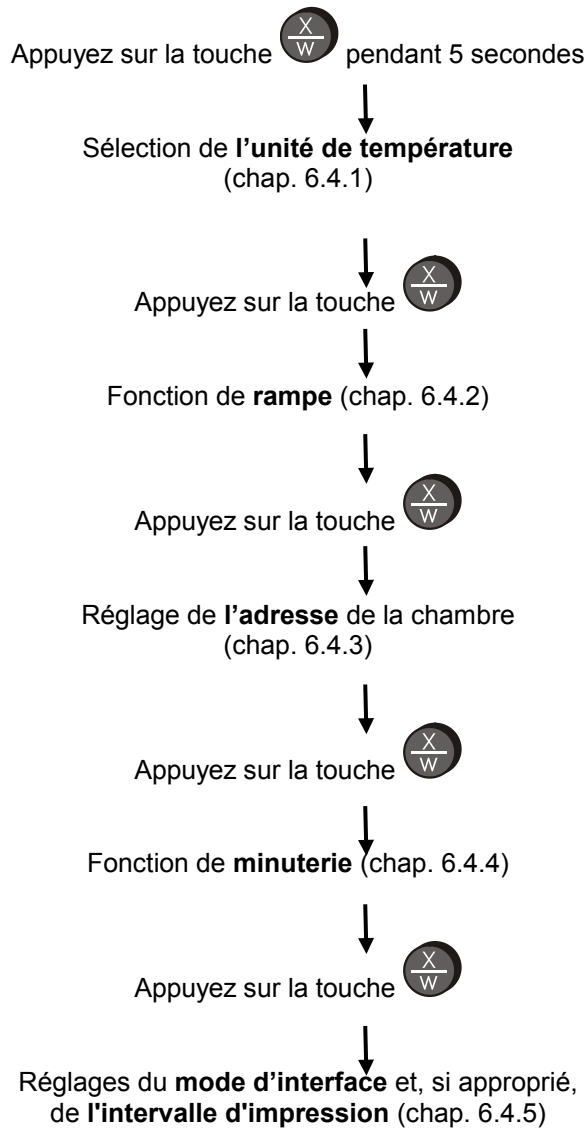 Appuyez sur la touche X/W pendant 5 secondes
Sélection de l’unité de température
(chap. 6.4.1)
Appuyez sur la touche X/W
Fonction de rampe (chap. 6.4.2)
Appuyez sur la touche X/W
Réglage de l’adresse de la chambre
(chap. 6.4.3)
Appuyez sur la touche X/W
Fonction de minuterie (chap. 6.4.4)
Appuyez sur la touche X/W
Réglages du mode d’interface et, si approprié,
de l'intervalle d'impression (chap. 6.4.5)